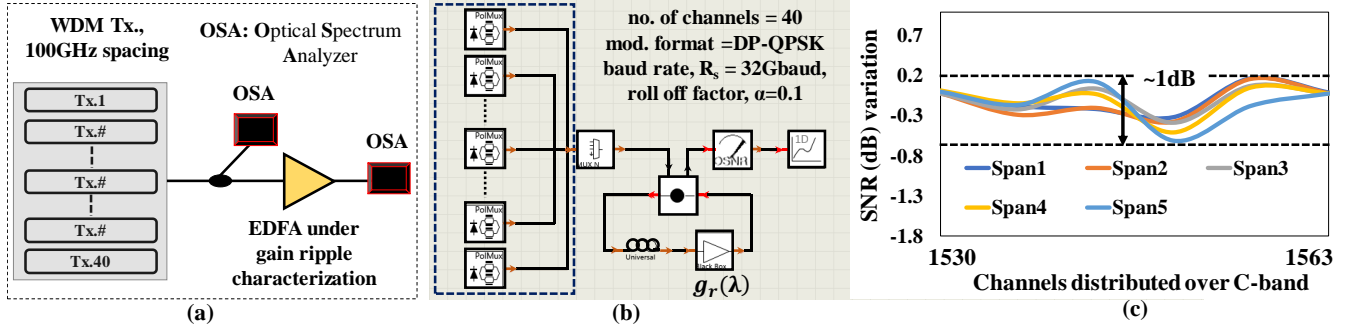 WDM Tx.,
100GHz spacing
OSA: Optical Spectrum
Analyzer
Tx.1
Tx.#
Tx.#
Tx.#
Tx.40
OSA
OSA
EDFA under
gain ripple
characterization
(a)
PolMux
PolMux
PolMux
PolMux
PolMux
no. of channels = 40
mod. format =DP-QPSK
baud rate, Rₛ = 32Gbaud,
roll off factor, α=0.1
MUX N
OSNR
1D
Universal
Black Box
gᵣ(λ)
(b)
SNR (dB) variation
0.7
0.2
-0.3
-0.8
-1.3
-1.8
~1dB
Span1
Span2
Span3
Span4
Span5
1530
1563
Channels distributed over C-band
(c)